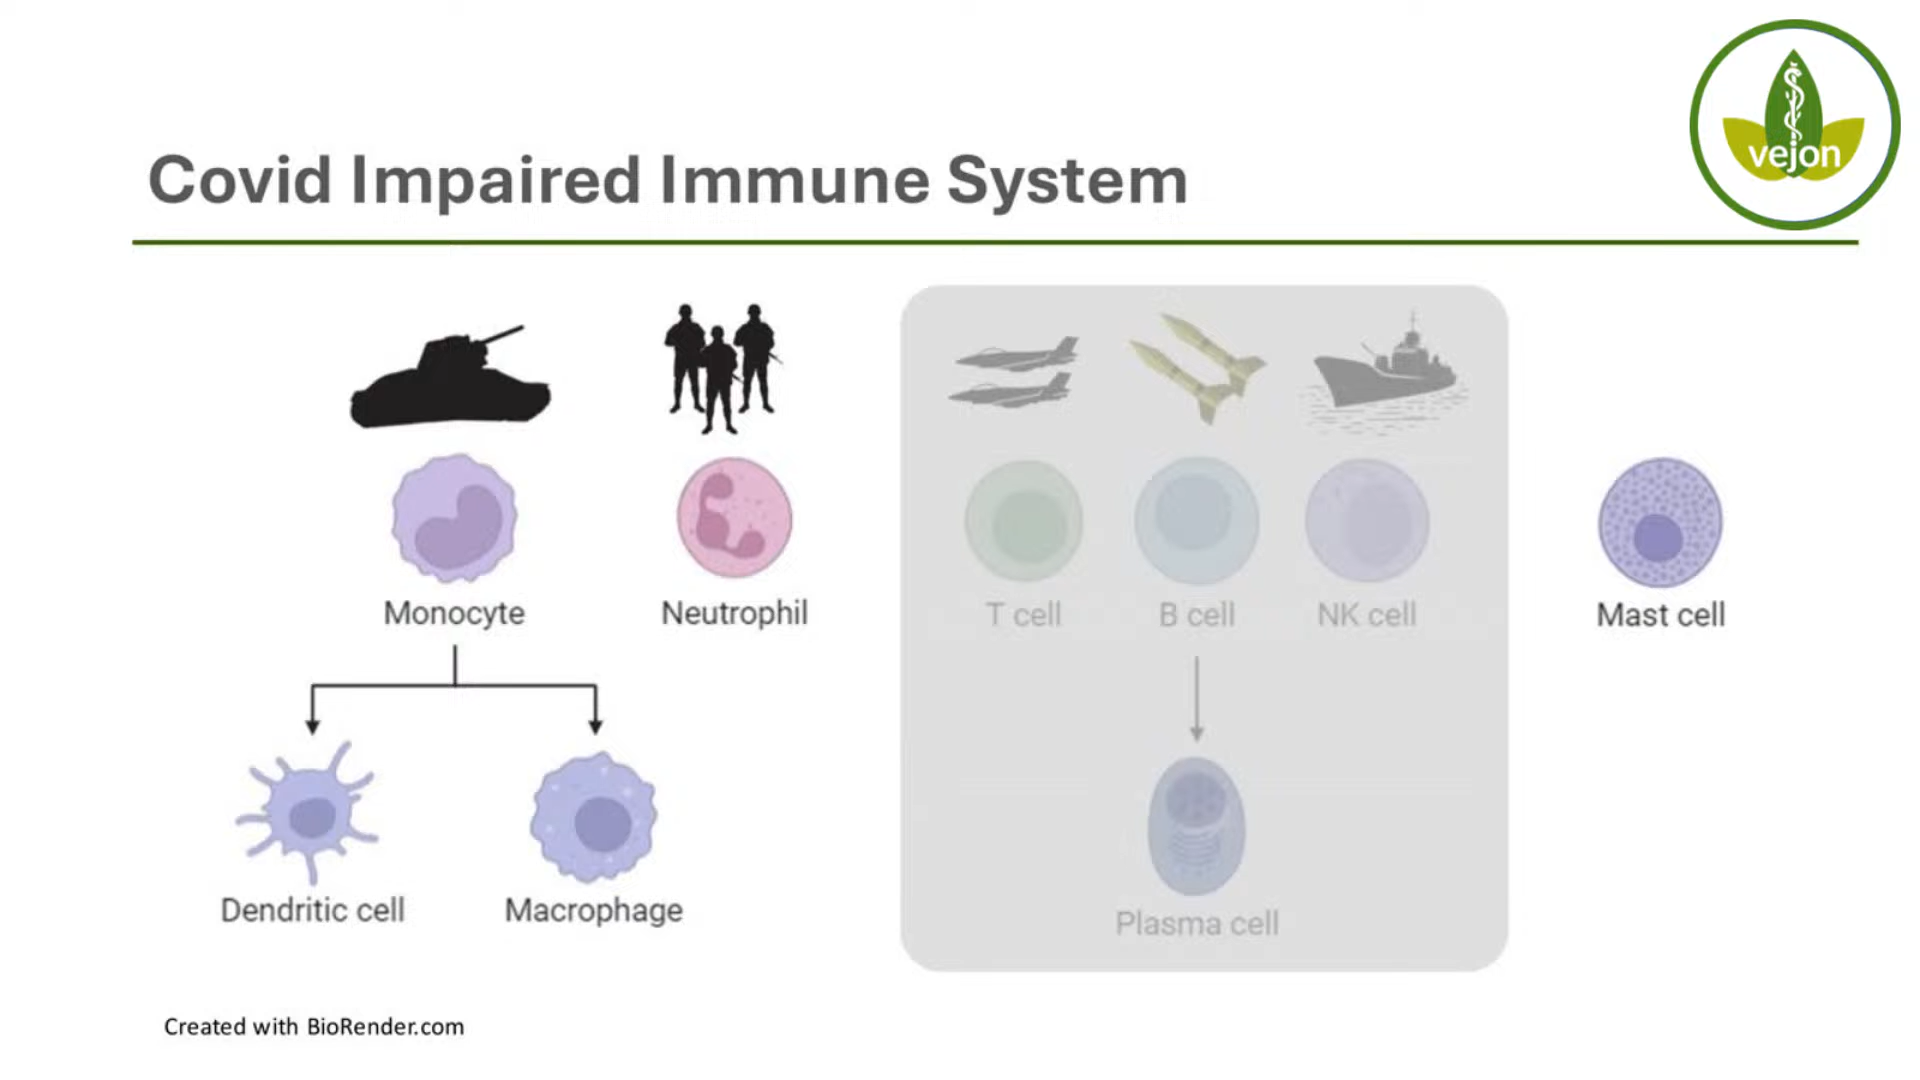 vejon
Covid Impaired Immune System
Monocyte
Neutrophil
T cell
B cell
NK cell
Mast cell
Dendritic cell
Macrophage
Plasma cell
Created with BioRender.com